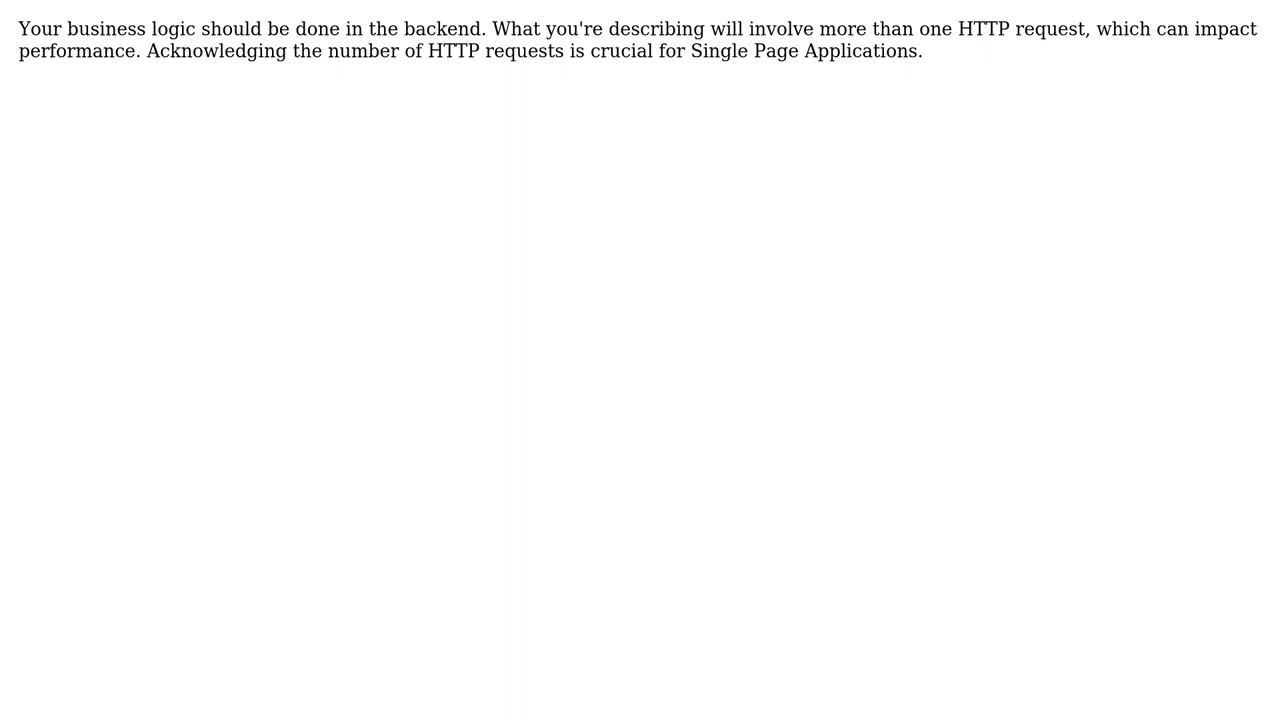 Your business logic should be done in the backend. What you're describing will involve more than one HTTP request, which can impact
performance. Acknowledging the number of HTTP requests is crucial for Single Page Applications.